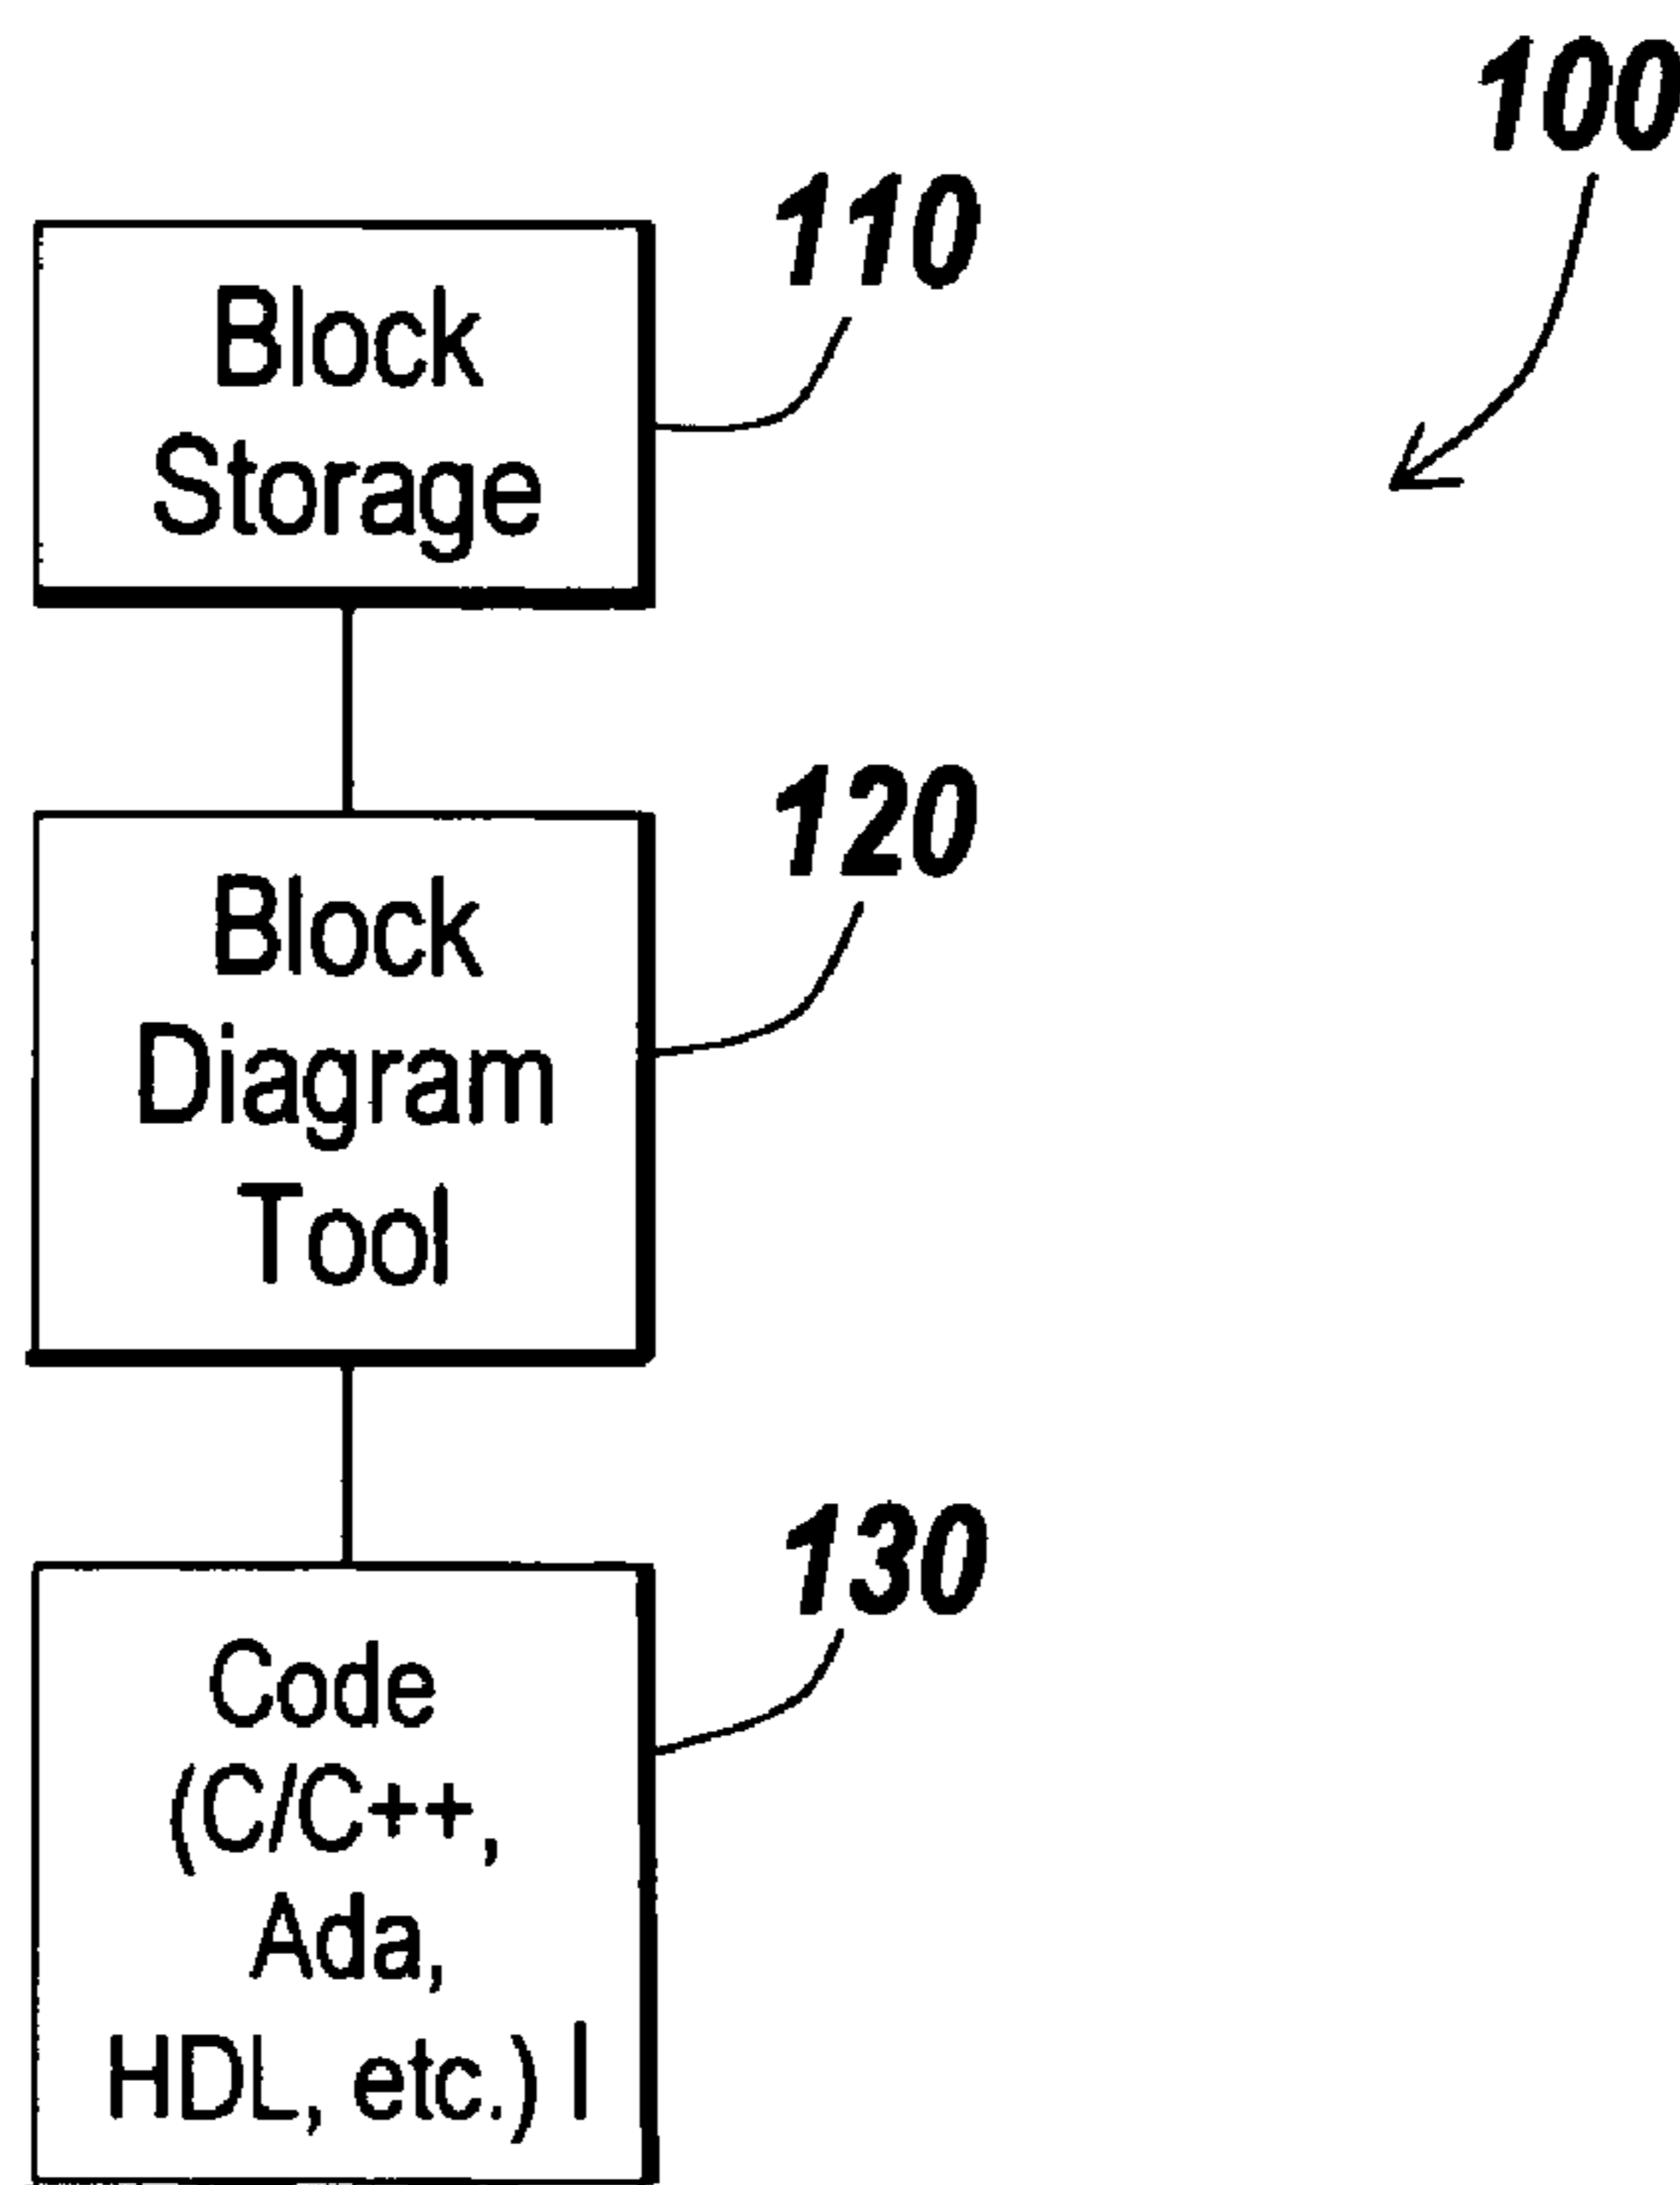 100
110
Block
Storage
120
Block
Diagram
Tool
130
Code
(C/C++,
Ada,
HDL, etc.) |